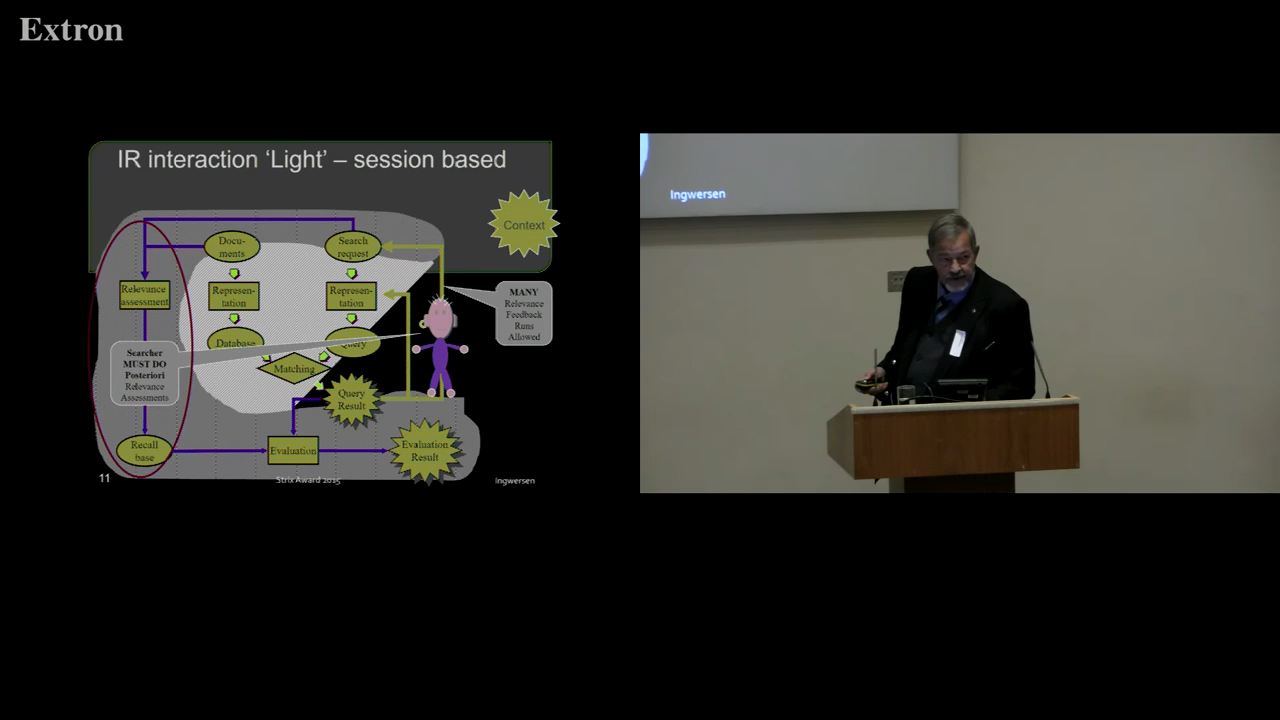 Extron
IR interaction ‘Light’ – session based
Context
Docu-
ments
Search
request
Relevance
assessment
Represen-
tation
Represen-
tation
MANY
Relevance
Feedback
Runs
Allowed
Database
Query
Searcher
MUST DO
Posteriori
Relevance
Assessments
Matching
Query
Result
Recall
base
Evaluation
Evaluation
Result
11
Strix Award 2015
Ingwersen
Ingwersen